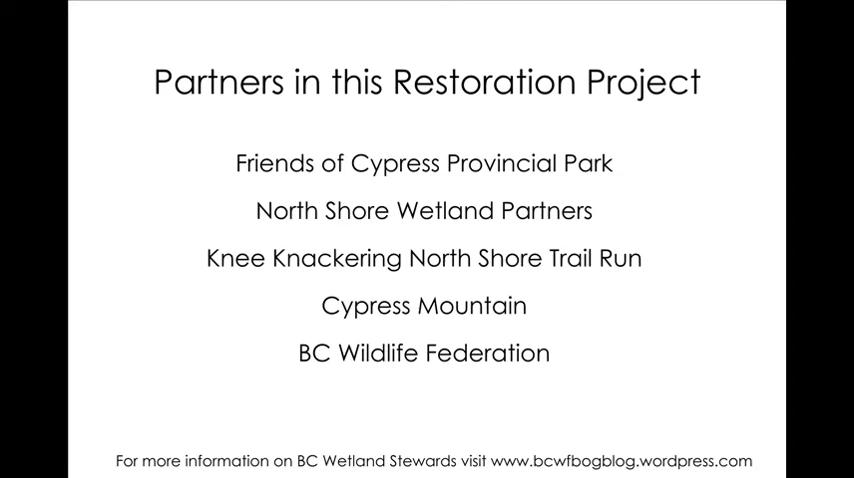 Partners in this Restoration Project
Friends of Cypress Provincial Park
North Shore Wetland Partners
Knee Knackering North Shore Trail Run
Cypress Mountain
BC Wildlife Federation
For more information on BC Wetland Stewards visit www.bcwfbogblog.wordpress.com